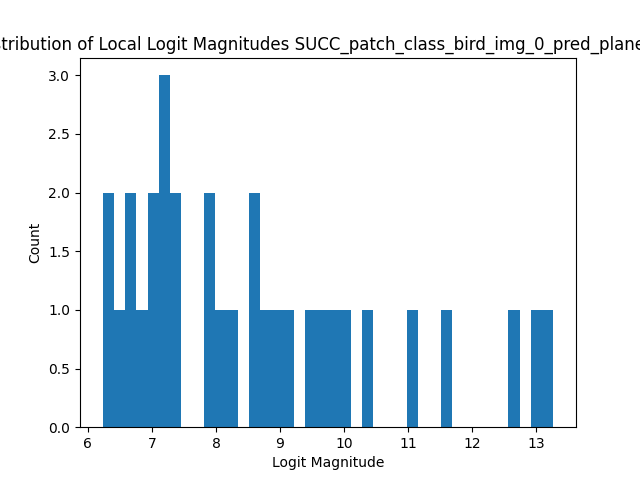 tribution of Local Logit Magnitudes SUCC_patch_class_bird_img_0_pred_plane
3.0
2.5
2.0
1.5
1.0
0.5
0.0
Count
6 7 8 9 10 11 12 13
Logit Magnitude